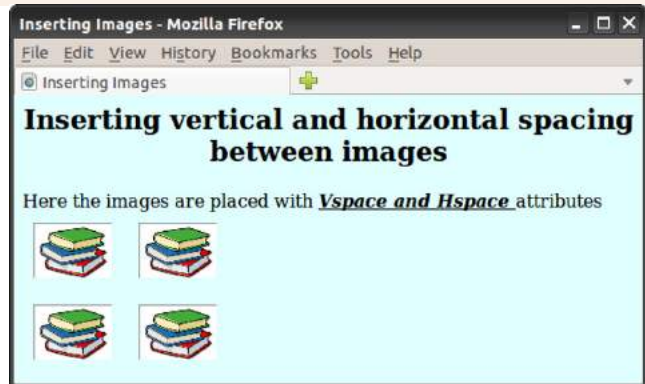 Inserting Images - Mozilla Firefox
File Edit View History Bookmarks Tools Help
Inserting Images
Inserting vertical and horizontal spacing
between images
Here the images are placed with Vspace and Hspace attributes